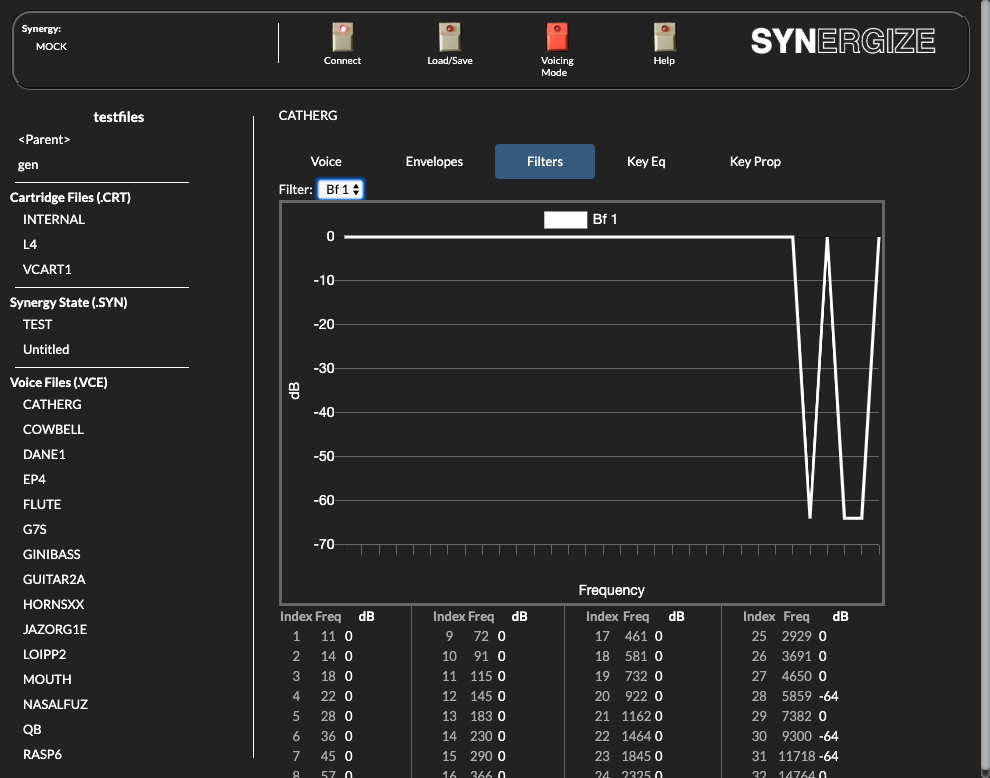 Synergy:
MOCK
Connect
Load/Save
Voicing
Mode
Help
SYNERGIZE
testfiles
<Parent>
gen
Cartridge Files (.CRT)
INTERNAL
L4
VCART1
Synergy State (.SYN)
TEST
Untitled
Voice Files (.VCE)
CATHERG
COWBELL
DANE1
EP4
FLUTE
G7S
GINIBASS
GUITAR2A
HORNSXX
JAZORG1E
LOIPP2
MOUTH
NASALFUZ
QB
RASP6
CATHERG
Voice Envelopes Filters Key Eq Key Prop
Filter: Bf 1
Bf 1
0
-10
-20
-30
-40
-50
-60
-70
dB
Frequency
Index Freq dB Index Freq dB Index Freq dB Index Freq dB
1 11 0 9 72 0 17 461 0 25 2929 0
2 14 0 10 91 0 18 581 0 26 3691 0
3 18 0 11 115 0 19 732 0 27 4650 0
4 22 0 12 145 0 20 922 0 28 5859 -64
5 28 0 13 183 0 21 1162 0 29 7382 0
6 36 0 14 230 0 22 1464 0 30 9300 -64
7 45 0 15 290 0 23 1845 0 31 11718 -64
8 57 0 16 366 0 24 2325 0 32 14764 0